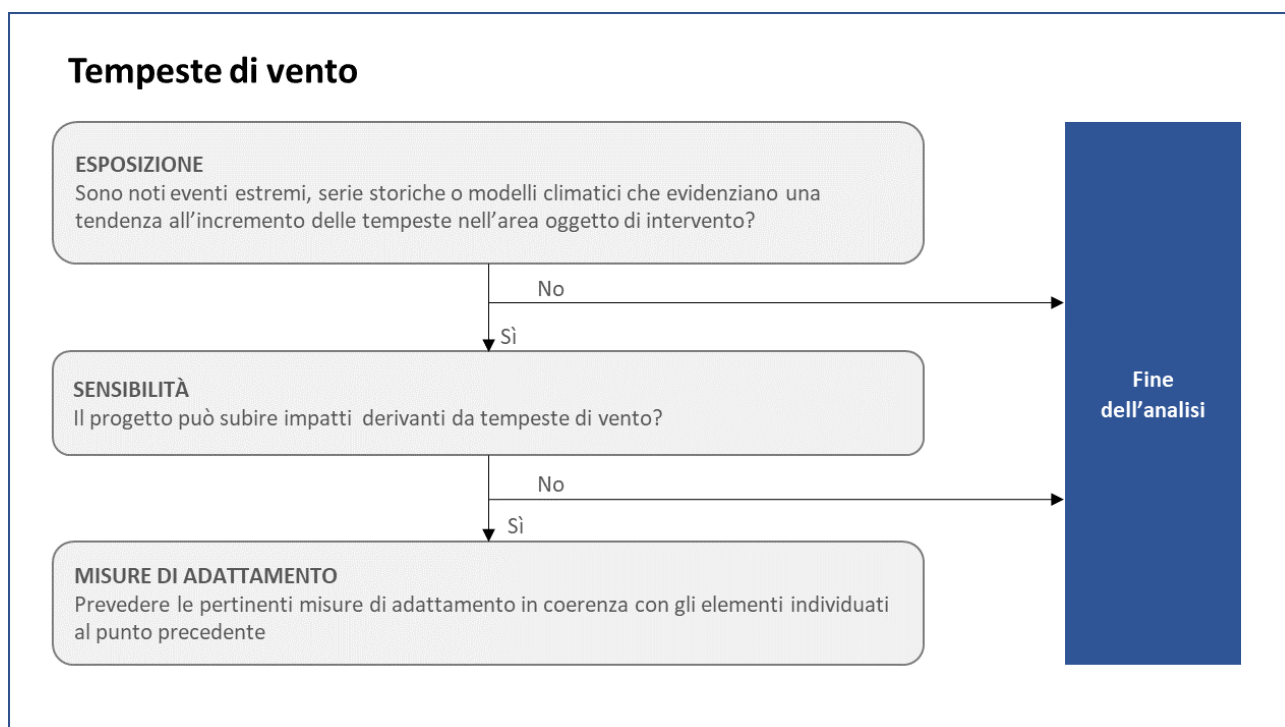 Tempeste di vento
ESPOSIZIONE
Sono noti eventi estremi, serie storiche o modelli climatici che evidenziano una
tendenza all’incremento delle tempeste nell’area oggetto di intervento?
No
Sì
SENSIBILITÀ
Il progetto può subire impatti derivanti da tempeste di vento?
No
Sì
MISURE DI ADATTAMENTO
Prevedere le pertinenti misure di adattamento in coerenza con gli elementi individuati
al punto precedente
Fine
dell’analisi